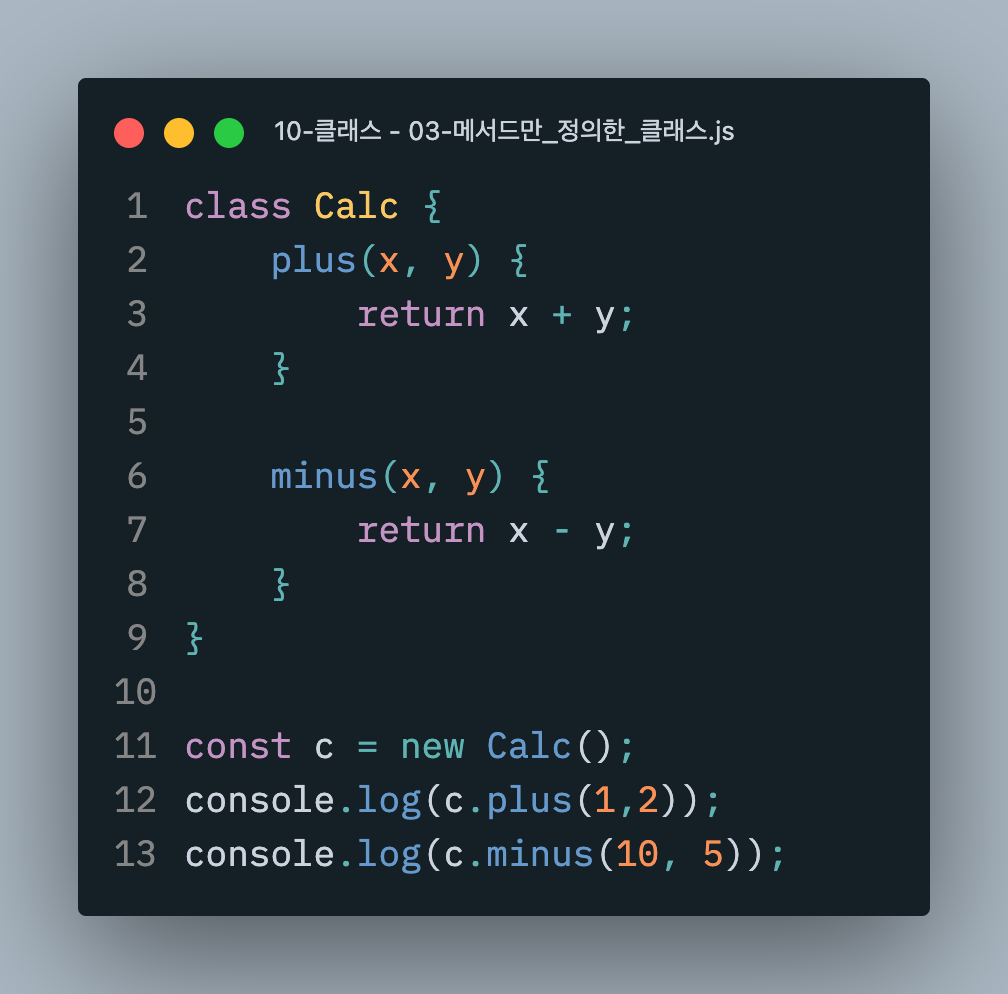 10-클래스 - 03-메서드만_정의한_클래스.js
1 class Calc {
2     plus(x, y) {
3         return x + y;
4     }
5
6     minus(x, y) {
7         return x - y;
8     }
9 }
10
11 const c = new Calc();
12 console.log(c.plus(1,2));
13 console.log(c.minus(10, 5));